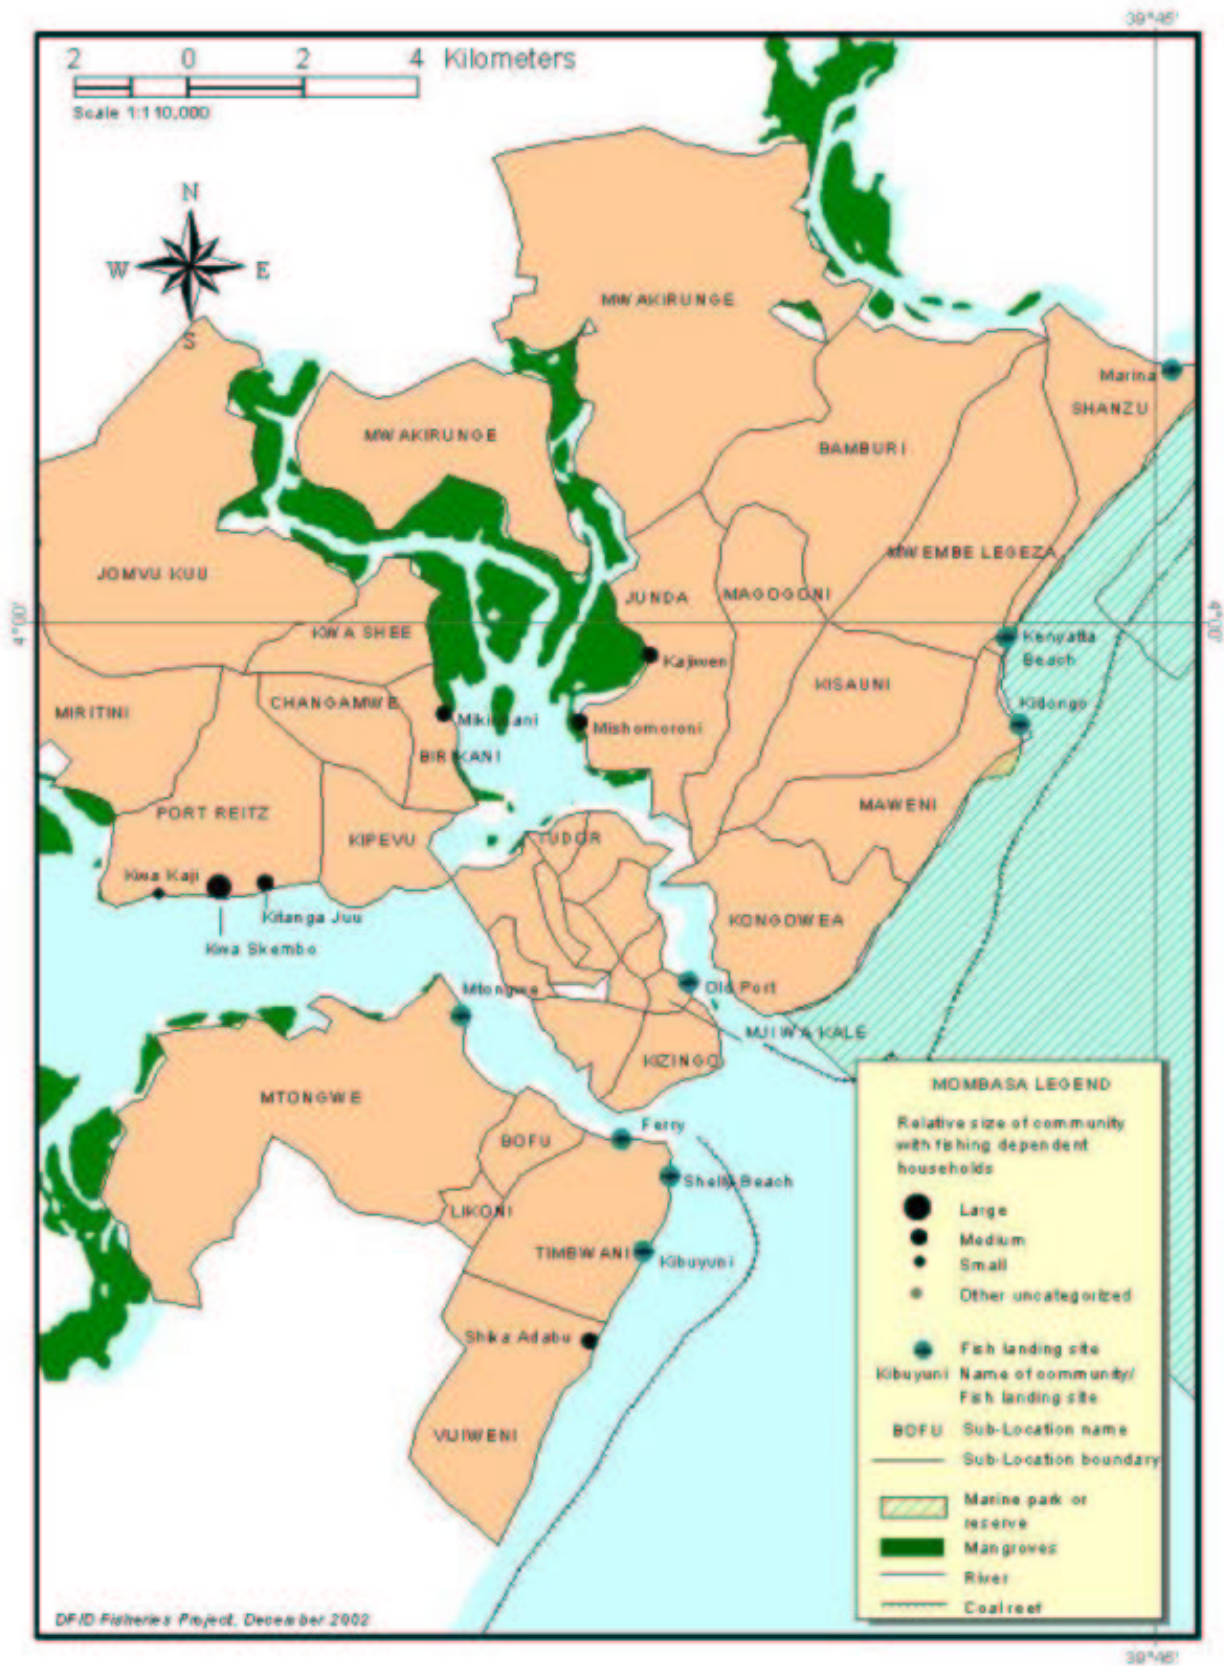 39°45'
2 0 2 4 Kilometers
Scale 1:110,000
N
W E
S
MWAKIRUNGE
Marina
SHANZU
MWAKIRUNGE
BAMBURI
MWEMBE LEGEZA
JOMVU KUU
JUNDA
MAGOGONI
4°00'
4°00'
KWA SHEE
Kenyatta
Beach
Kajiwen
KISAUNI
CHANGAMWE
MIRITINI
Mishomoroni
BIRIKANI
MAWENI
PORT REITZ
KIPEVU
TUDOR
Kwa Kaji
Kitanga Juu
KONGOWEA
Kwa Skembo
Mtongwe
Old Port
MJI WA KALE
KIZINGO
MTONGWE
Ferry
BOFU
Shelly Beach
LIKONI
TIMBWANI
Kibuyuni
Shika Adabu
VIJIWENI
MOMBASA LEGEND
Relative size of community
with fishing dependent
households
Large
Medium
Small
Other uncategorized
Fish landing site
Kibuyuni Name of community/
Fish landing site
BOFU Sub-Location name
Sub-Location boundary
Marine park or
reserve
Mangroves
River
Coalreef
DFID Fisheries Project, December 2002
39°45'